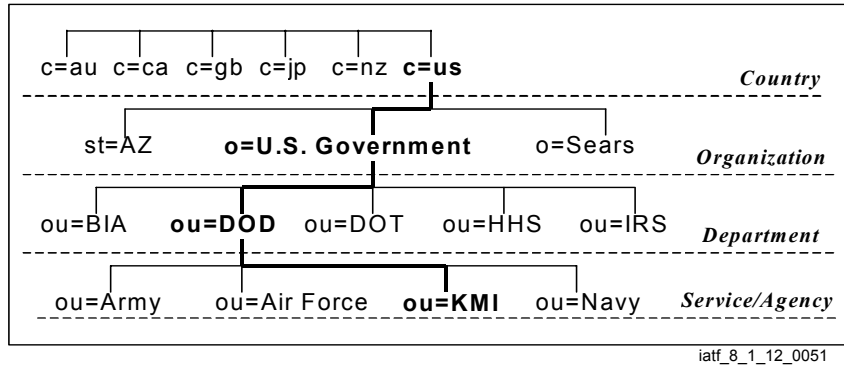 c=au c=ca c=gb c=jp c=nz c=us
Country
st=AZ o=U.S. Government o=Sears
Organization
ou=BIA ou=DOD ou=DOT ou=HHS ou=IRS
Department
ou=Army ou=Air Force ou=KMI ou=Navy Service/Agency
iatf_8_1_12_0051